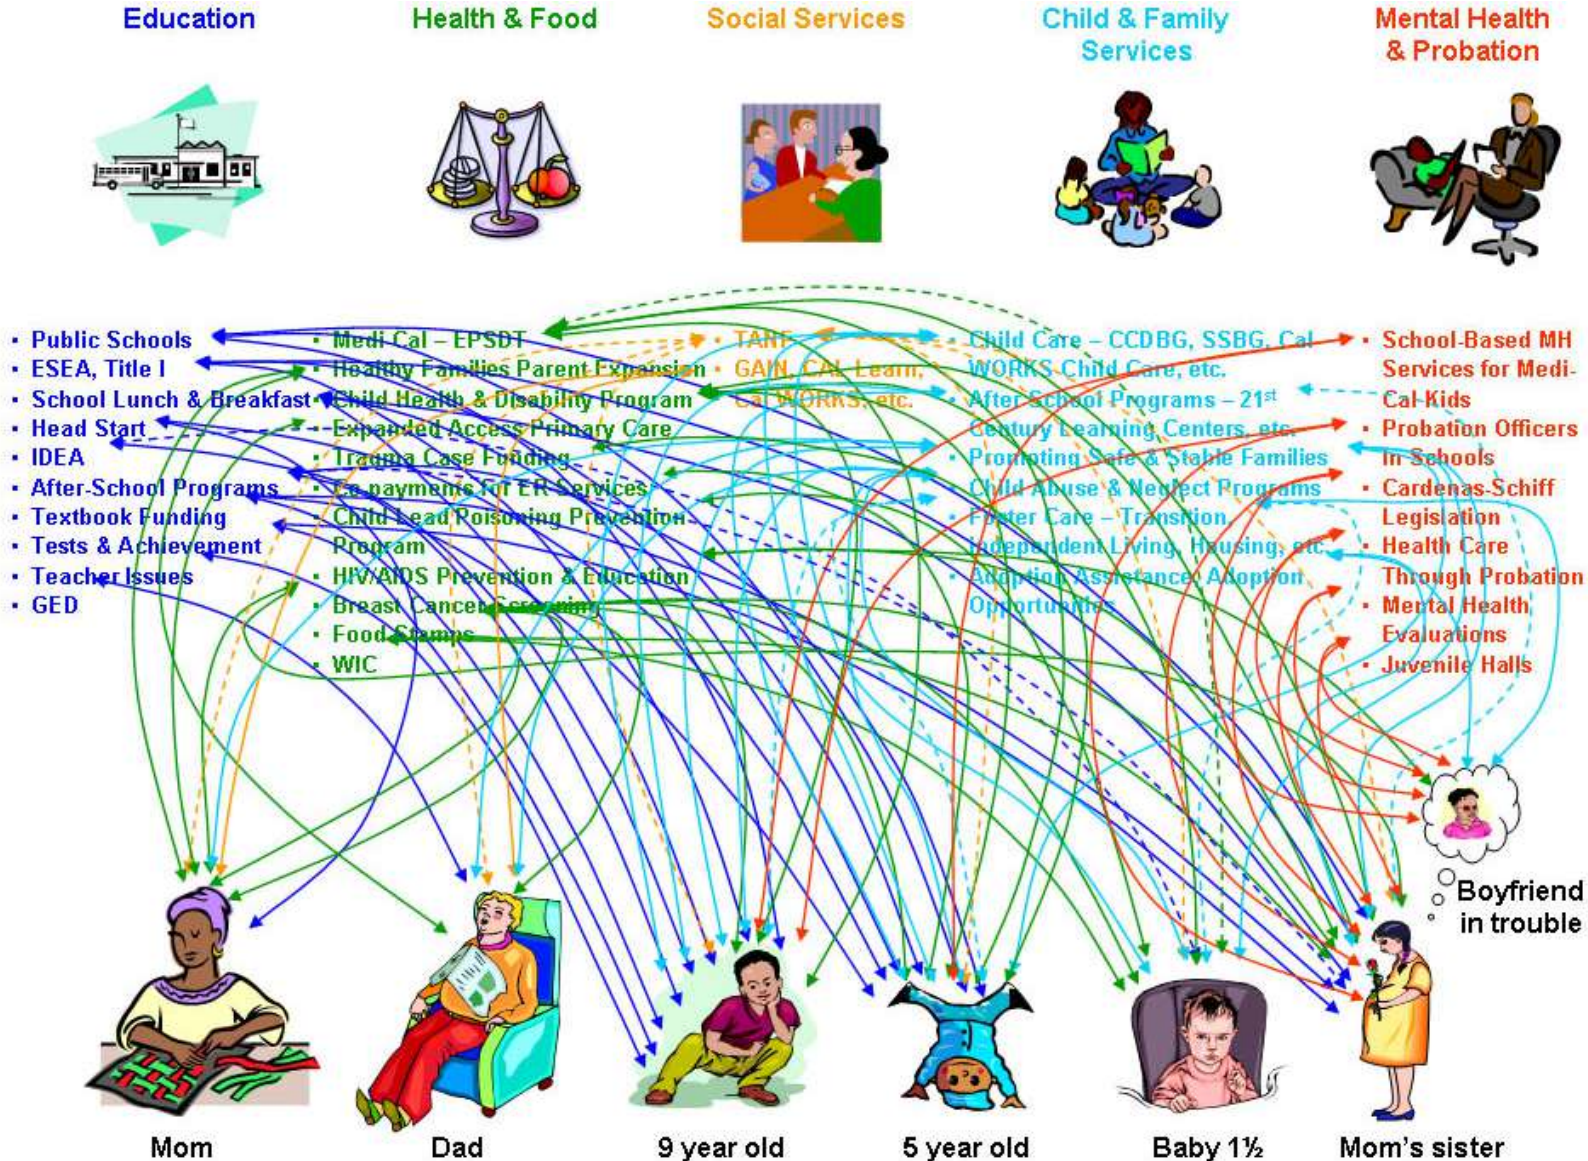 Education
Health & Food
Social Services
Child & Family
Services
Mental Health
& Probation
Public Schools
ESEA, Title I
School Lunch & Breakfast
Head Start
IDEA
After-School Programs
Textbook Funding
Tests & Achievement
Teacher Issues
GED
Medi Cal – EPSDT
Healthy Families Parent Expansion
Child Health & Disability Program
Expanded Access Primary Care
Trauma Case Funding
Co payments for ER Services
Child Lead Poisoning Prevention
Program
HIV/AIDS Prevention & Education
Breast Cancer Screening
Food Stamps
WIC
TANF
GAIN, CAL Learn,
Cal WORKS, etc.
Child Care – CCDBG, SSBG, Cal
WORKS Child Care, etc.
After School Programs – 21st
Century Learning Centers, etc.
Promoting Safe & Stable Families
Child Abuse & Neglect Programs
Foster Care – Transition,
Independent Living, Housing, etc.
Adoption Assistance, Adoption
Opportunities
School-Based MH
Services for Medi-
Cal Kids
Probation Officers
In Schools
Cardenas-Schiff
Legislation
Health Care
Through Probation
Mental Health
Evaluations
Juvenile Halls
Boyfriend
in trouble
Mom
Dad
9 year old
5 year old
Baby 1½
Mom's sister